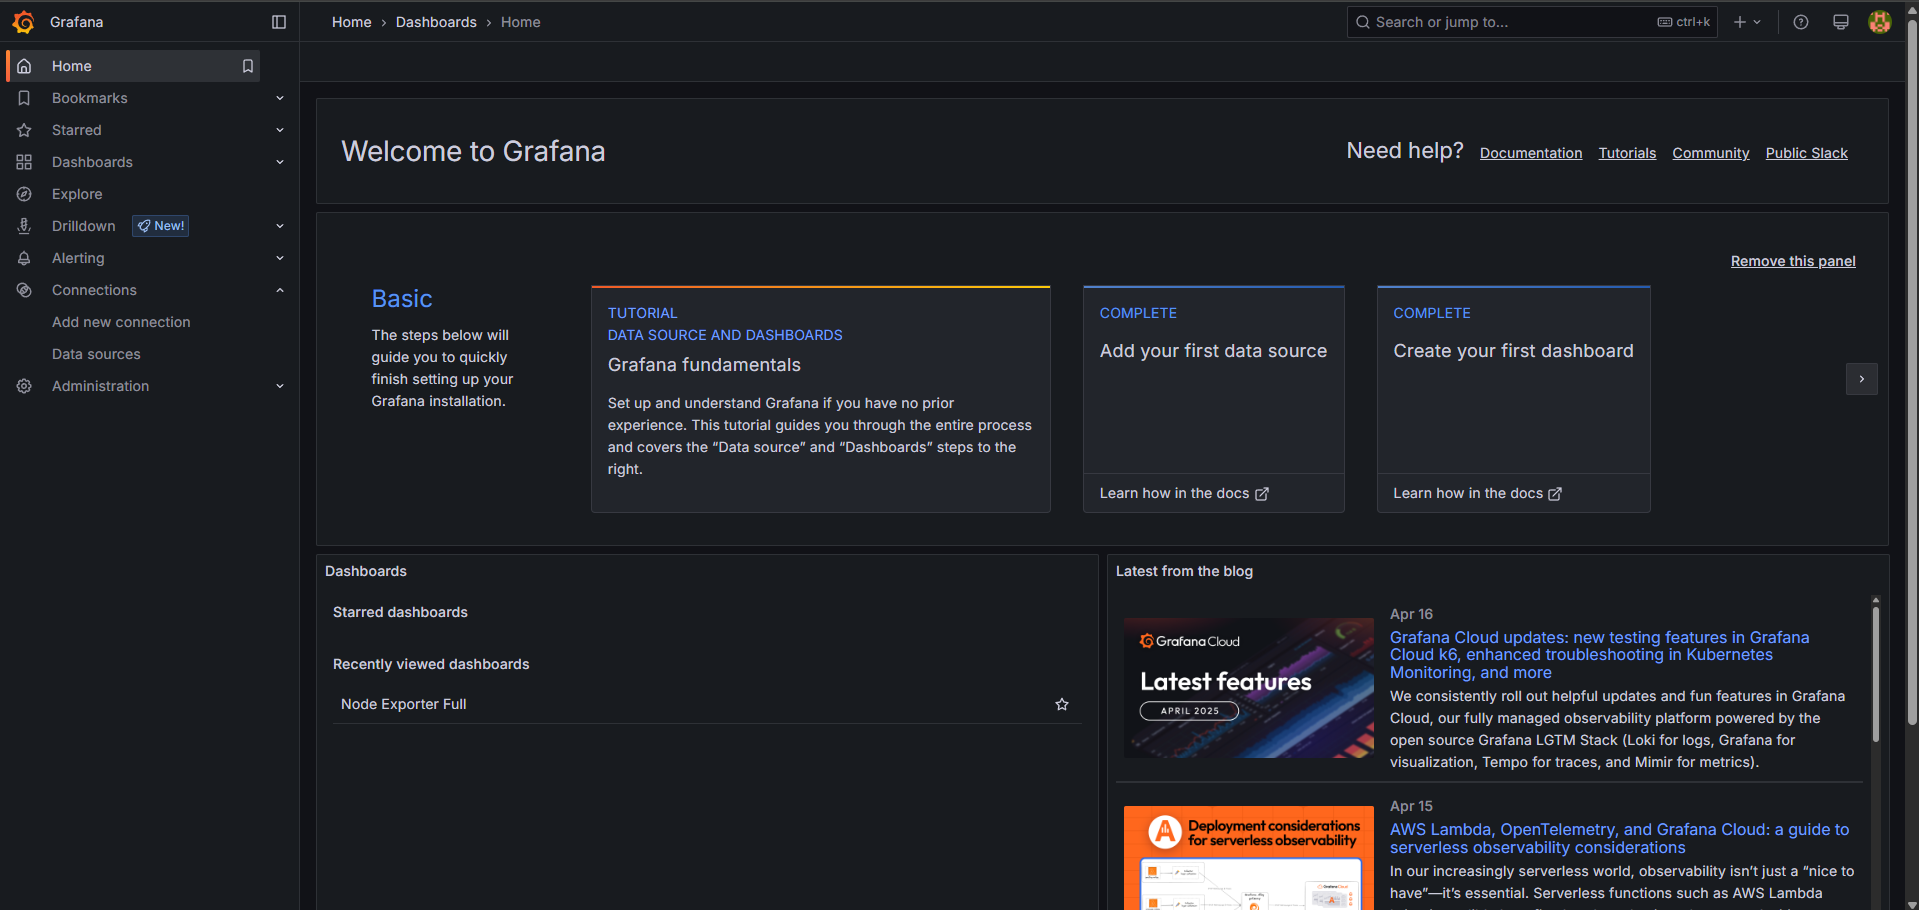 Grafana
Home
Dashboards
Home
Search or jump to...
ctrl+k
Home
Bookmarks
Starred
Dashboards
Explore
Drilldown
New!
Alerting
Connections
Add new connection
Data sources
Administration
Welcome to Grafana
Need help?
Documentation
Tutorials
Community
Public Slack
Remove this panel
Basic
The steps below will
guide you to quickly
finish setting up your
Grafana installation.
TUTORIAL
DATA SOURCE AND DASHBOARDS
Grafana fundamentals
Set up and understand Grafana if you have no prior
experience. This tutorial guides you through the entire process
and covers the “Data source” and “Dashboards” steps to the
right.
COMPLETE
Add your first data source
Learn how in the docs
COMPLETE
Create your first dashboard
Learn how in the docs
Dashboards
Starred dashboards
Recently viewed dashboards
Node Exporter Full
Latest from the blog
Grafana Cloud
Latest features
APRIL 2025
Apr 16
Grafana Cloud updates: new testing features in Grafana
Cloud k6, enhanced troubleshooting in Kubernetes
Monitoring, and more
We consistently roll out helpful updates and fun features in Grafana
Cloud, our fully managed observability platform powered by the
open source Grafana LGTM Stack (Loki for logs, Grafana for
visualization, Tempo for traces, and Mimir for metrics).
Deployment considerations
for serverless observability
Apr 15
AWS Lambda, OpenTelemetry, and Grafana Cloud: a guide to
serverless observability considerations
In our increasingly serverless world, observability isn’t just a “nice to
have”—it’s essential. Serverless functions such as AWS Lambda